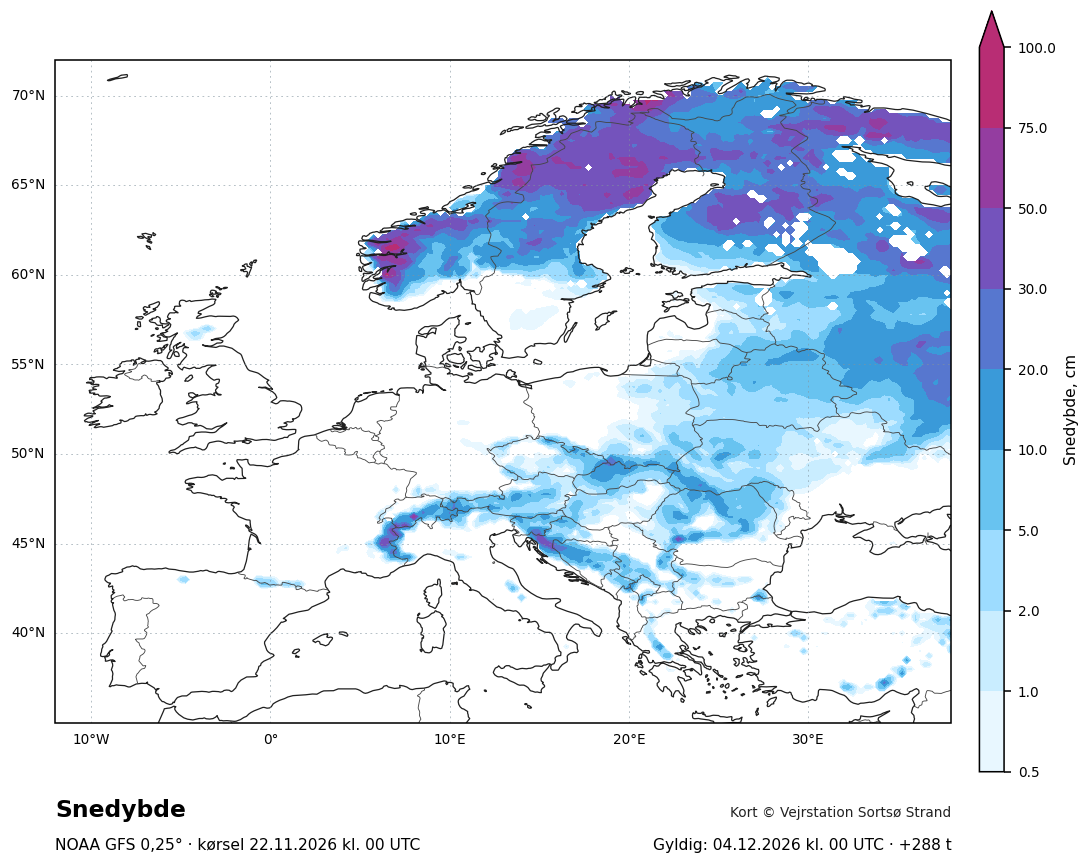 100.0
70°N
75.0
65°N
50.0
60°N
30.0
55°N
20.0
Snedybde, cm
50°N
10.0
5.0
45°N
2.0
40°N
1.0
10°W 0° 10°E 20°E 30°E
0.5
Snedybde
Kort © Vejrstation Sortsø Strand
NOAA GFS 0,25° · kørsel 22.11.2026 kl. 00 UTC
Gyldig: 04.12.2026 kl. 00 UTC · +288 t